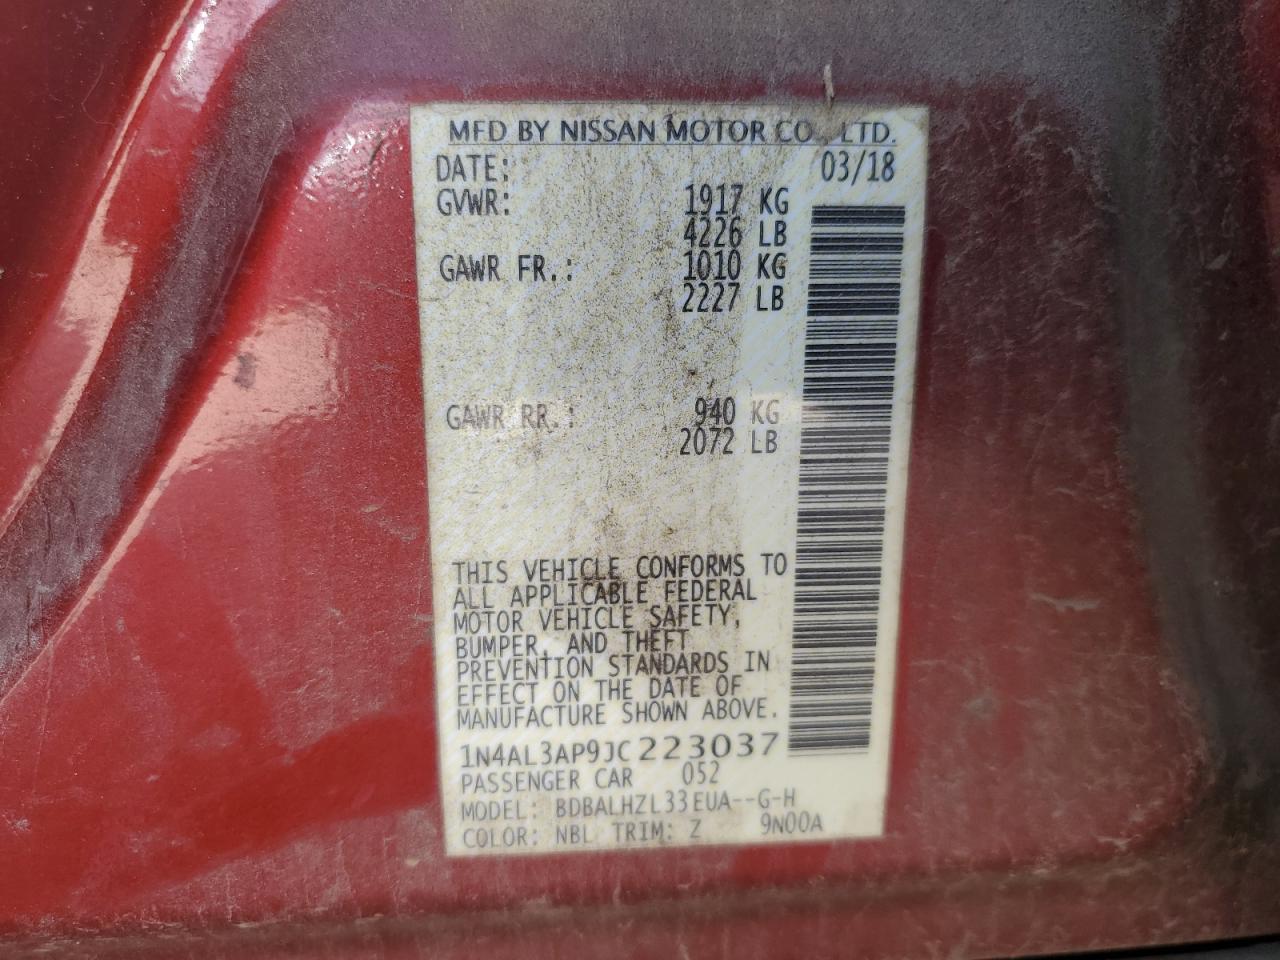 MFD BY NISSAN MOTOR CO., LTD.
DATE: 03/18
GVWR: 1917 KG
4226 LB
GAWR FR.: 1010 KG
2227 LB
GAWR RR.: 940 KG
2072 LB
THIS VEHICLE CONFORMS TO
ALL APPLICABLE FEDERAL
MOTOR VEHICLE SAFETY,
BUMPER, AND THEFT
PREVENTION STANDARDS IN
EFFECT ON THE DATE OF
MANUFACTURE SHOWN ABOVE.
1N4AL3AP9JC223037
PASSENGER CAR 052
MODEL: BDBALHZL33EUA--G-H
COLOR: NBL TRIM: Z 9N00A